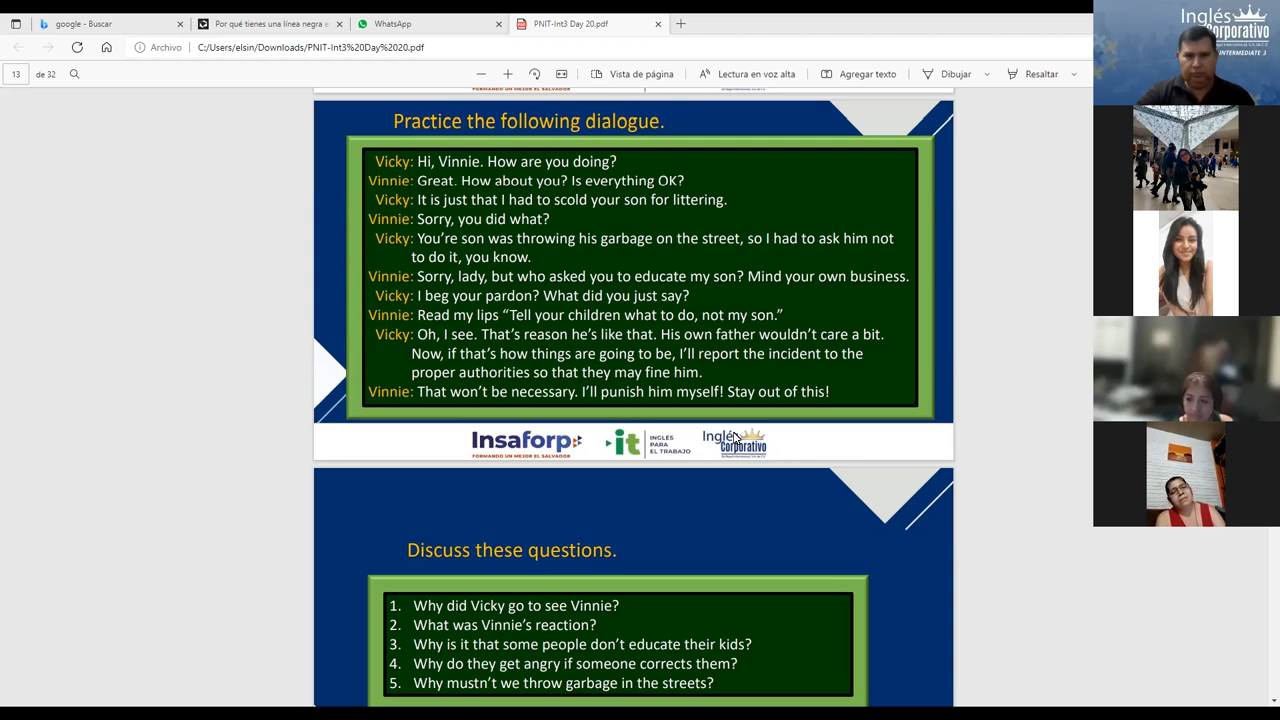 google - Buscar
Por qué tienes una línea negra e
WhatsApp
PNIT-Int3 Day 20.pdf
Archivo
C:/Users/elsin/Downloads/PNIT-Int3%20Day%2020.pdf
13 de 32
Vista de página
Lectura en voz alta
Agregar texto
Dibujar
Resaltar
FORMANDO UN MEJOR EL SALVADOR
Practice the following dialogue.
Vicky: Hi, Vinnie. How are you doing?
Vinnie: Great. How about you? Is everything OK?
Vicky: It is just that I had to scold your son for littering.
Vinnie: Sorry, you did what?
Vicky: You're son was throwing his garbage on the street, so I had to ask him not
to do it, you know.
Vinnie: Sorry, lady, but who asked you to educate my son? Mind your own business.
Vicky: I beg your pardon? What did you just say?
Vinnie: Read my lips “Tell your children what to do, not my son.”
Vicky: Oh, I see. That's reason he's like that. His own father wouldn't care a bit.
Now, if that's how things are going to be, I'll report the incident to the
proper authorities so that they may fine him.
Vinnie: That won't be necessary. I'll punish him myself! Stay out of this!
Insaforp
FORMANDO UN MEJOR EL SALVADOR
it
INGLÉS
PARA
EL TRABAJO
Inglés
Corporativo
Discuss these questions.
1. Why did Vicky go to see Vinnie?
2. What was Vinnie's reaction?
3. Why is it that some people don't educate their kids?
4. Why do they get angry if someone corrects them?
5. Why mustn't we throw garbage in the streets?
Inglés
Corporativo
INTERMEDIATE 3